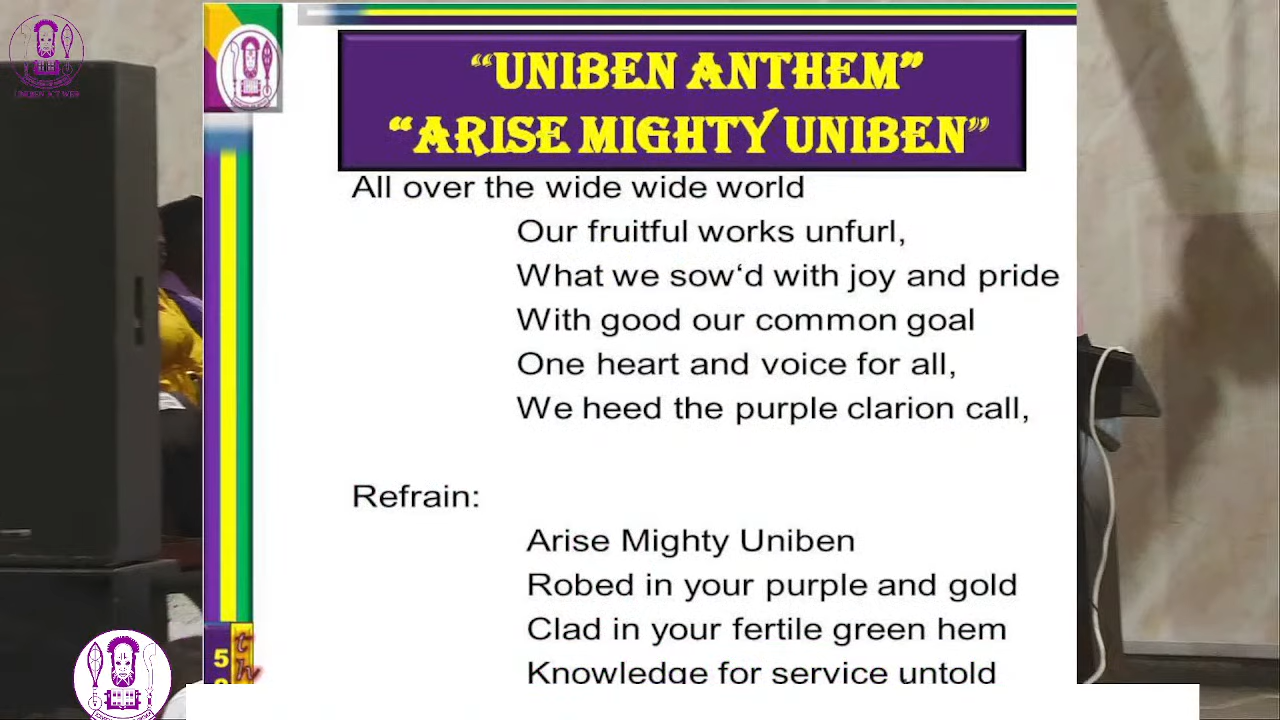 “UNIBEN ANTHEM”
“ARISE MIGHTY UNIBEN”
All over the wide wide world
Our fruitful works unfurl,
What we sow‘d with joy and pride
With good our common goal
One heart and voice for all,
We heed the purple clarion call,
Refrain:
Arise Mighty Uniben
Robed in your purple and gold
Clad in your fertile green hem
Knowledge for service untold
5
th